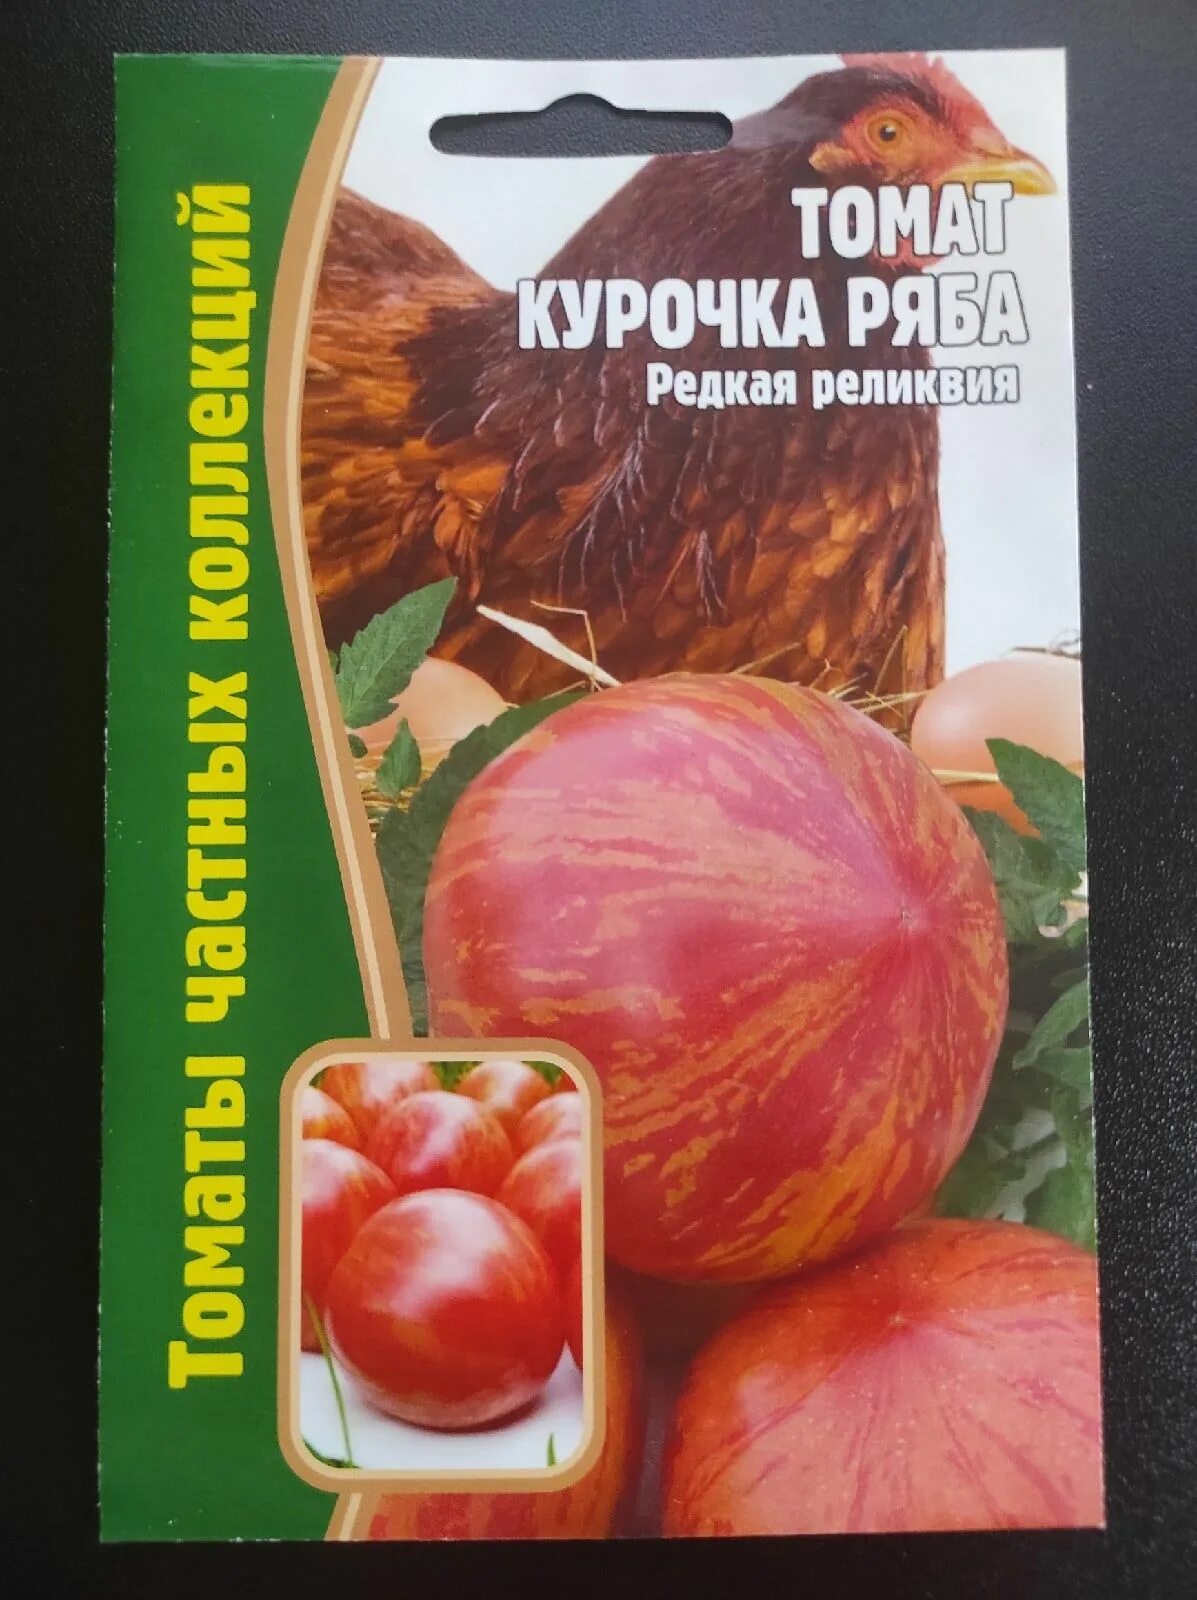 ТОМАТ
КУРОЧКА РЯБА
Редкая реликвия
Томаты частных коллекций